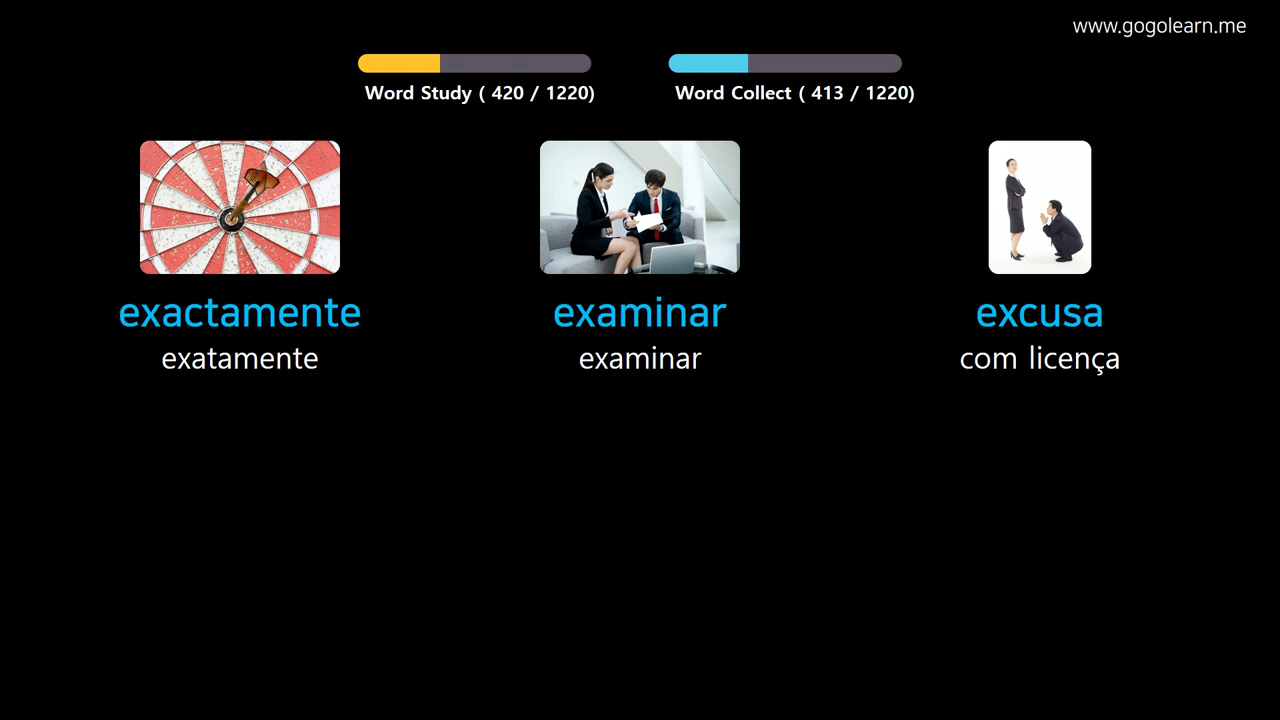 www.gogolearn.me
Word Study ( 420 / 1220)
Word Collect ( 413 / 1220)
exactamente
exatamente
examinar
examinar
excusa
com licença